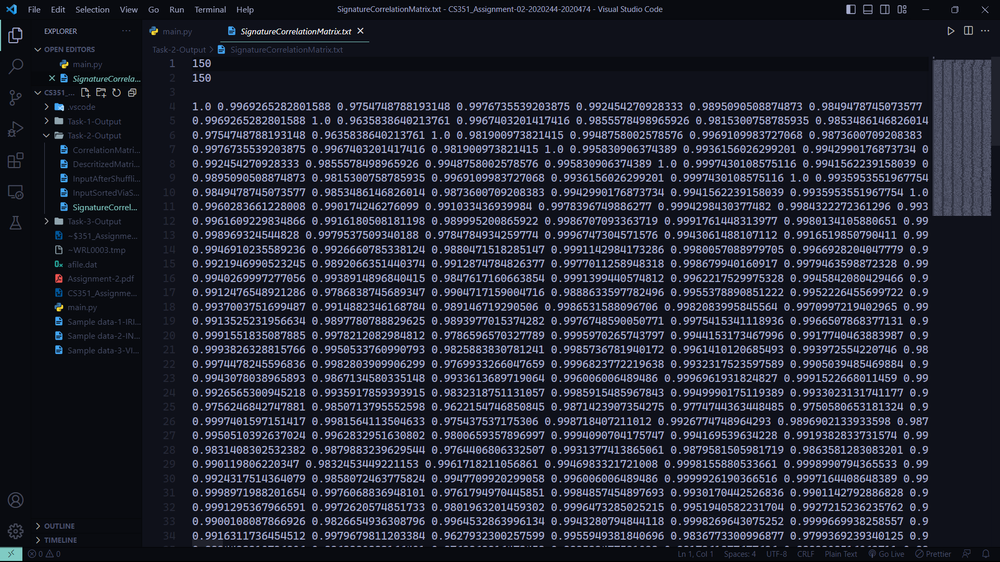 File Edit Selection View Go Run Terminal Help
SignatureCorrelationMatrix.txt - CS351_Assignment-02-2020244-2020474 - Visual Studio Code
EXPLORER
OPEN EDITORS
main.py
SignatureCorrela...
CS351_...
.vscode
Task-1-Output
Task-2-Output
CorrelationMatri...
DescritizedMatri...
InputAfterShuffli...
InputSortedViaS...
SignatureCorrel...
Task-3-Output
~$351_Assignme...
~WRL0003.tmp
afile.dat
Assignment-2.pdf
CS351_Assignme...
main.py
Sample data-1-IRI...
Sample data-2-IN...
Sample data-3-VI...
OUTLINE
TIMELINE
main.py
SignatureCorrelationMatrix.txt
Task-2-Output > SignatureCorrelationMatrix.txt
1 150
2 150
3
4 1.0 0.9969265282801588 0.9754748788193148 0.9976735539203875 0.992454270928333 0.9895090508874873 0.9849478745073577
5 0.9969265282801588 1.0 0.9635838640213761 0.9967403201417416 0.9855578498965926 0.9815300758785935 0.9853486146826014
6 0.9754748788193148 0.9635838640213761 1.0 0.981900973821415 0.9948758002578576 0.9969109983727068 0.9873600709208383
7 0.9976735539203875 0.9967403201417416 0.981900973821415 1.0 0.995830906374389 0.9936156026299201 0.9942990176873734 0
8 0.992454270928333 0.9855578498965926 0.9948758002578576 0.995830906374389 1.0 0.9997430108575116 0.9941562239158039 0
9 0.9895090508874873 0.9815300758785935 0.9969109983727068 0.9936156026299201 0.9997430108575116 1.0 0.9935953551967754
10 0.9849478745073577 0.9853486146826014 0.9873600709208383 0.9942990176873734 0.9941562239158039 0.9935953551967754 1.0
11 0.9960283661228008 0.990174246276099 0.991033436939984 0.9978396749886277 0.9994298430377482 0.9984322272361296 0.993
12 0.9961609229834866 0.9916180508181198 0.989995200865922 0.9986707093363719 0.9991761448313977 0.9980134105880651 0.99
13 0.998969324544828 0.9979537509340188 0.9784784934259774 0.9996747304571576 0.9943061488107112 0.9916519850790411 0.99
14 0.9946910235589236 0.9926660785338124 0.9880471518285147 0.9991142984173286 0.9980057088979705 0.9966928204047779 0.9
15 0.9921946990523245 0.9892066351440374 0.9912874784826377 0.9977011258948318 0.998679940160917 0.9979463598872328 0.99
16 0.9940269997277056 0.9938914896840415 0.9847617160663854 0.9991399440574812 0.9962217529975328 0.9945842080429466 0.9
17 0.9912476548921286 0.9786838745689347 0.9904717159004716 0.9888633597782496 0.9955378890851222 0.9952226455699722 0.9
18 0.9937003751699487 0.9914882346168784 0.989146719290506 0.9986531588096706 0.9982083995845564 0.9970997219402965 0.99
19 0.9913525231956634 0.9897780788829625 0.9893977015374282 0.9976748590050771 0.9975415341118936 0.9966507868377131 0.9
20 0.9991551835087885 0.9978212082984812 0.9786596570327789 0.9995970265743797 0.9944153173467996 0.9917740463883987 0.9
21 0.9993826328815766 0.9950533760990793 0.9825883830781241 0.9985736781940172 0.9961410120685493 0.993972554220746 0.98
22 0.9974478245596836 0.9982803909906299 0.9769933266047659 0.9996823772219638 0.9932317523597589 0.9905039485469884 0.9
23 0.9943078038965893 0.9867134580335148 0.9933613689719064 0.996006006489486 0.9996961931824827 0.9991522668011459 0.99
24 0.9926565300945218 0.9935917859393915 0.9832318751131057 0.9985915485967843 0.9949990175119389 0.9933023131741177 0.9
25 0.9756246842747881 0.9850713795552598 0.9622154746850845 0.9871423907354275 0.9774744363448485 0.9750580653181324 0.9
26 0.9997401597151417 0.9981564113504633 0.975437537175306 0.998718407211012 0.9926774748964293 0.9896902133933598 0.987
27 0.9950510392637024 0.9962832951630802 0.9800659357896997 0.9994090704175747 0.994169539634228 0.9919382833731574 0.99
28 0.9831408302532382 0.9879883239629544 0.9764406806332507 0.9931377413865061 0.9879581505981719 0.9863581283083201 0.9
29 0.990119806220347 0.9832453449221153 0.9961718211056861 0.9946983321721008 0.9998155880533661 0.9998990794365533 0.99
30 0.9924317514364079 0.9858072463775824 0.9947709920299058 0.996006006489486 0.9999926190366516 0.9997164408648389 0.99
31 0.9998971988201654 0.9976068836948101 0.9761794970445851 0.9984857454897693 0.9930170442526836 0.9901142792886828 0.9
32 0.9991295367966591 0.9972620574851733 0.9801963201459302 0.9996473285025215 0.9951940582231704 0.9927215236235762 0.9
33 0.9900108087866926 0.9826654936308796 0.9964532863996134 0.9943280794844118 0.9998269643075252 0.9999669938258557 0.9
34 0.9916311736454512 0.9979679811203384 0.9627932300257599 0.9955949381840696 0.9836773300996877 0.9799369239340125 0.9
0 0
Ln 1, Col 1 Spaces: 4 UTF-8 CRLF Plain Text Go Live Prettier